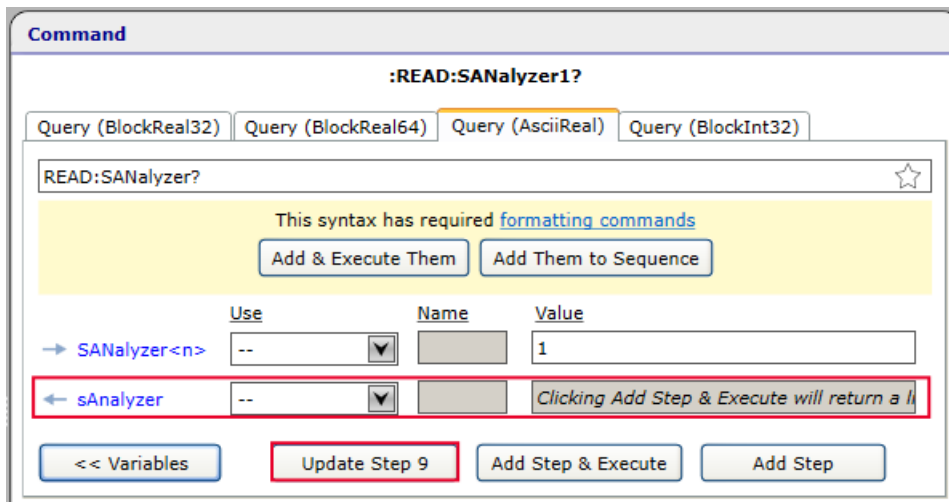 Command
:READ:SANalyzer1?
Query (BlockReal32) Query (BlockReal64) Query (AsciiReal) Query (BlockInt32)
READ:SANalyzer?
This syntax has required formatting commands
Add & Execute Them Add Them to Sequence
Use Name Value
SANalyzer<n> -- 1
sAnalyzer -- Clicking Add Step & Execute will return a
<< Variables Update Step 9 Add Step & Execute Add Step